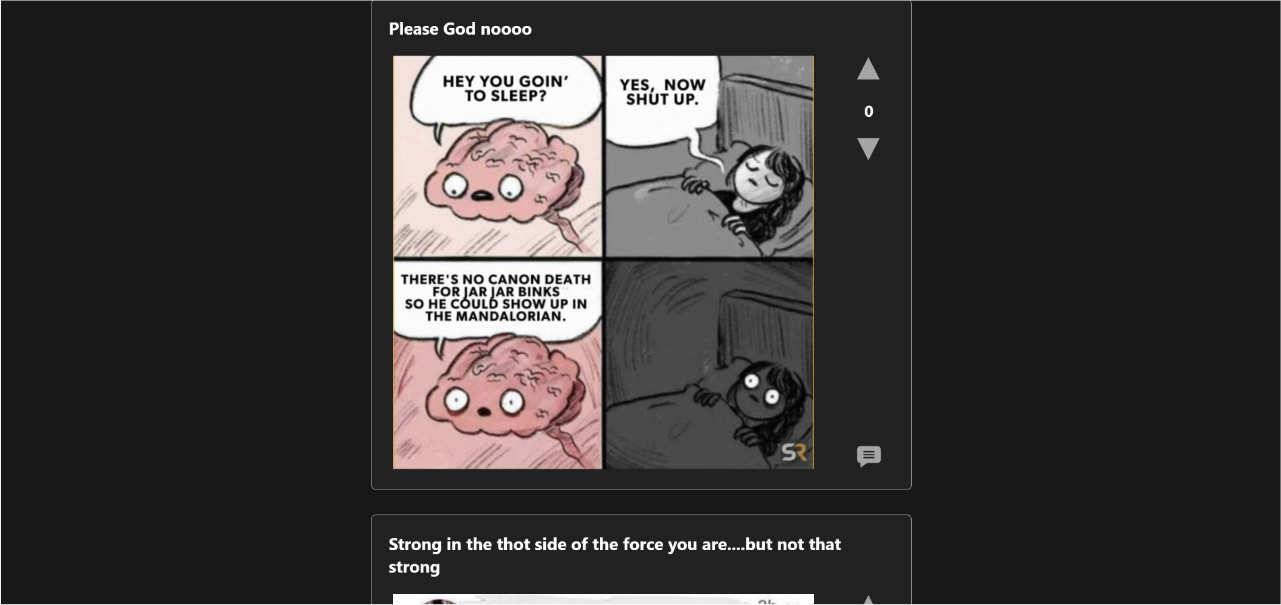 Please God noooo
HEY YOU GOIN'
TO SLEEP?
YES, NOW
SHUT UP.
0
THERE'S NO CANON DEATH
FOR JAR JAR BINKS
SO HE COULD SHOW UP IN
THE MANDALORIAN.
SR
Strong in the thot side of the force you are....but not that
strong